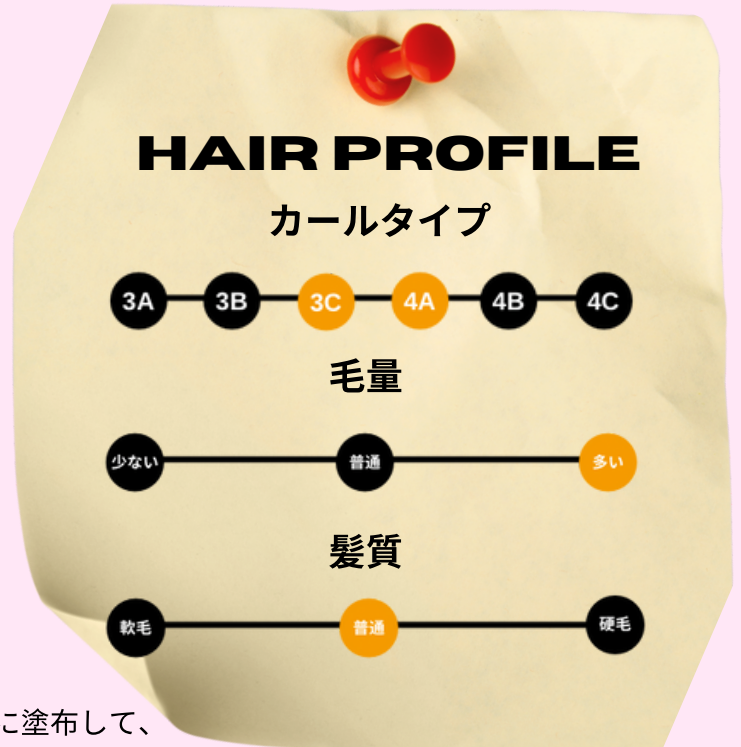 HAIR PROFILE
カールタイプ
3A 3B 3C 4A 4B 4C
毛量
少ない 普通 多い
髪質
軟毛 普通 硬毛
に塗布して、